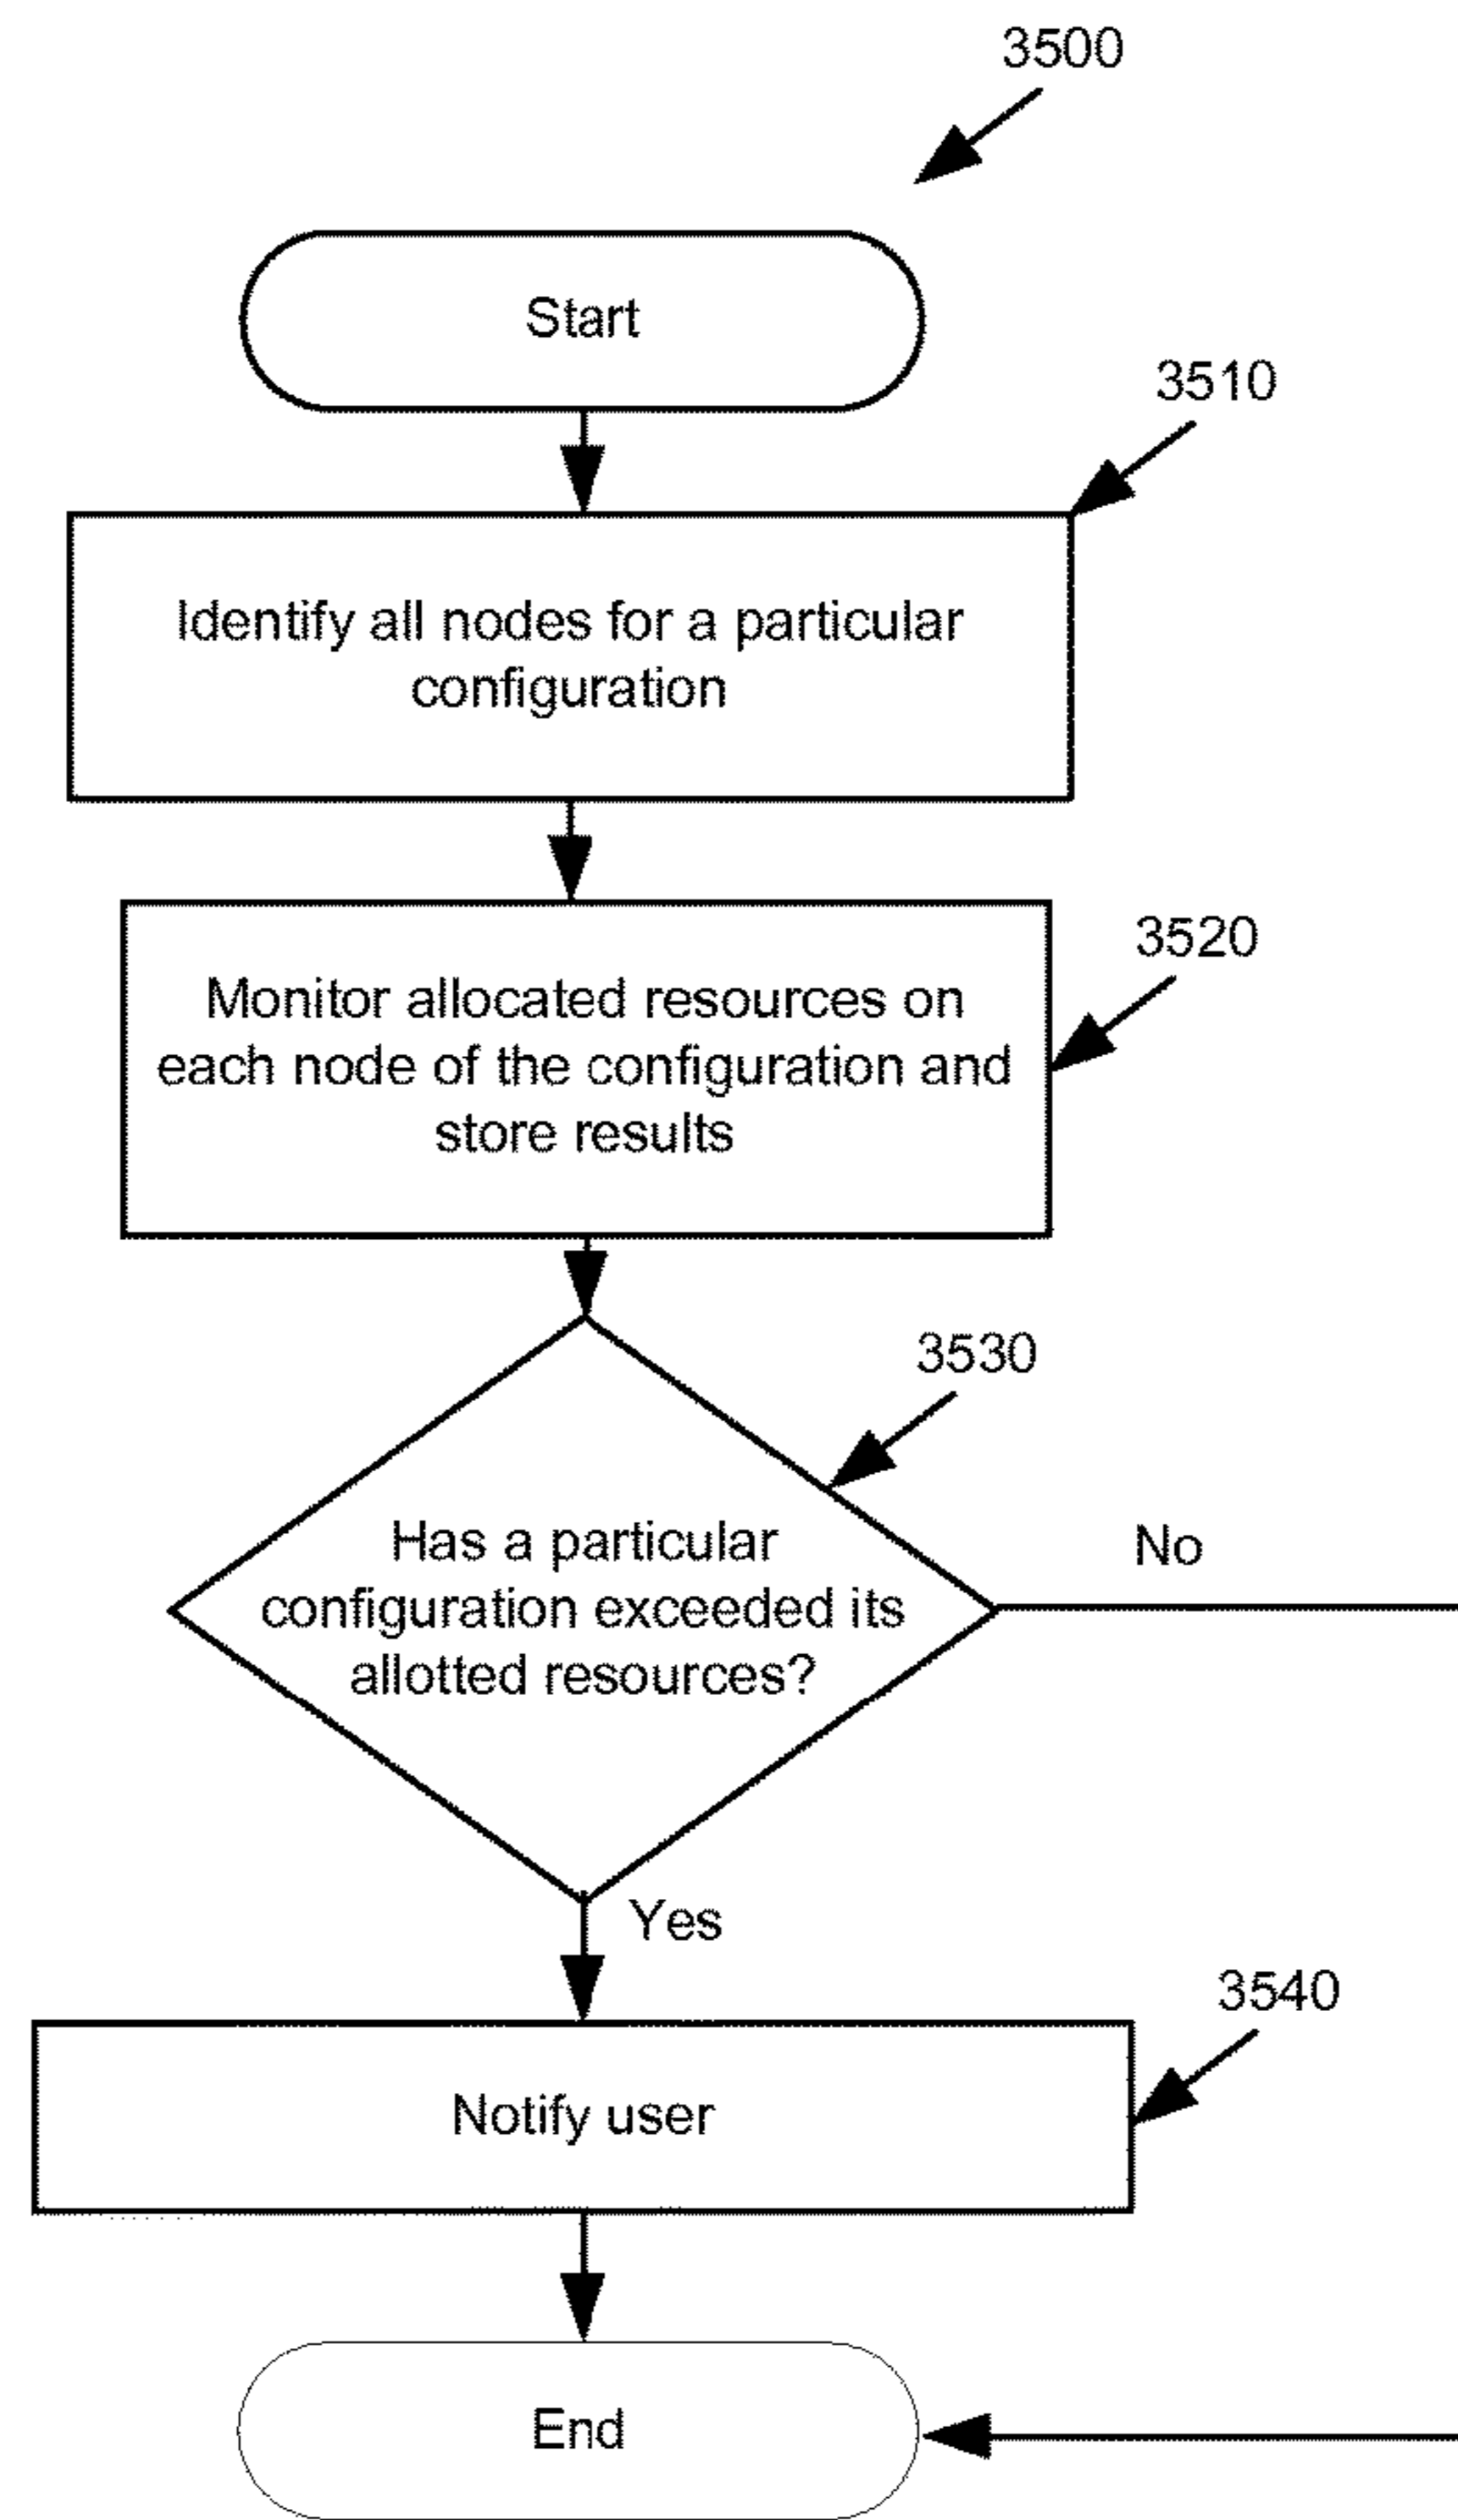 3500
Start
3510
Identify all nodes for a particular
configuration
3520
Monitor allocated resources on
each node of the configuration and
store results
3530
Has a particular
configuration exceeded its
allotted resources?
No
Yes
3540
Notify user
End